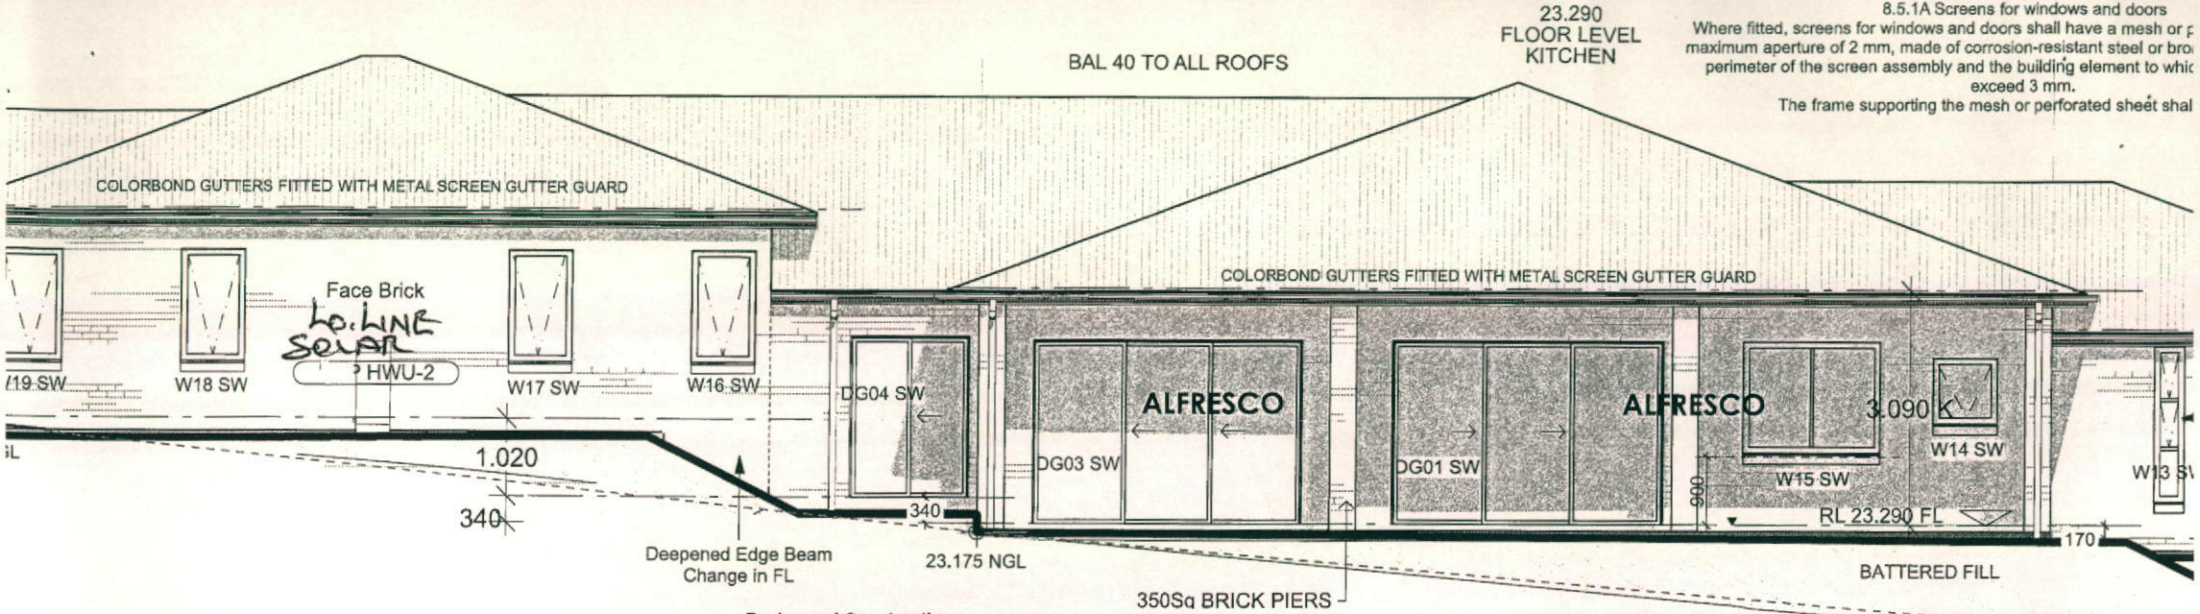 23.290
FLOOR LEVEL
KITCHEN
BAL 40 TO ALL ROOFS
8.5.1A Screens for windows and doors
Where fitted, screens for windows and doors shall have a mesh or
maximum aperture of 2 mm, made of corrosion-resistant steel or
perimeter of the screen assembly and the building element to
exceed 3 mm.
The frame supporting the mesh or perforated sheet
COLORBOND GUTTERS FITTED WITH METAL SCREEN GUTTER GUARD
COLORBOND GUTTERS FITTED WITH METAL SCREEN GUTTER GUARD
Face Brick
LO.LINE
SOLAR
HWU-2
SW
W18 SW
W17 SW
W16 SW
DG04 SW
ALFRESCO
ALFRESCO
3.090
K
DG03 SW
DG01 SW
W15 SW
W14 SW
W13
900
1.020
340
340
RL 23.290 FL
170
Deepened Edge Beam
Change in FL
23.175 NGL
350Sq BRICK PIERS
BATTERED FILL